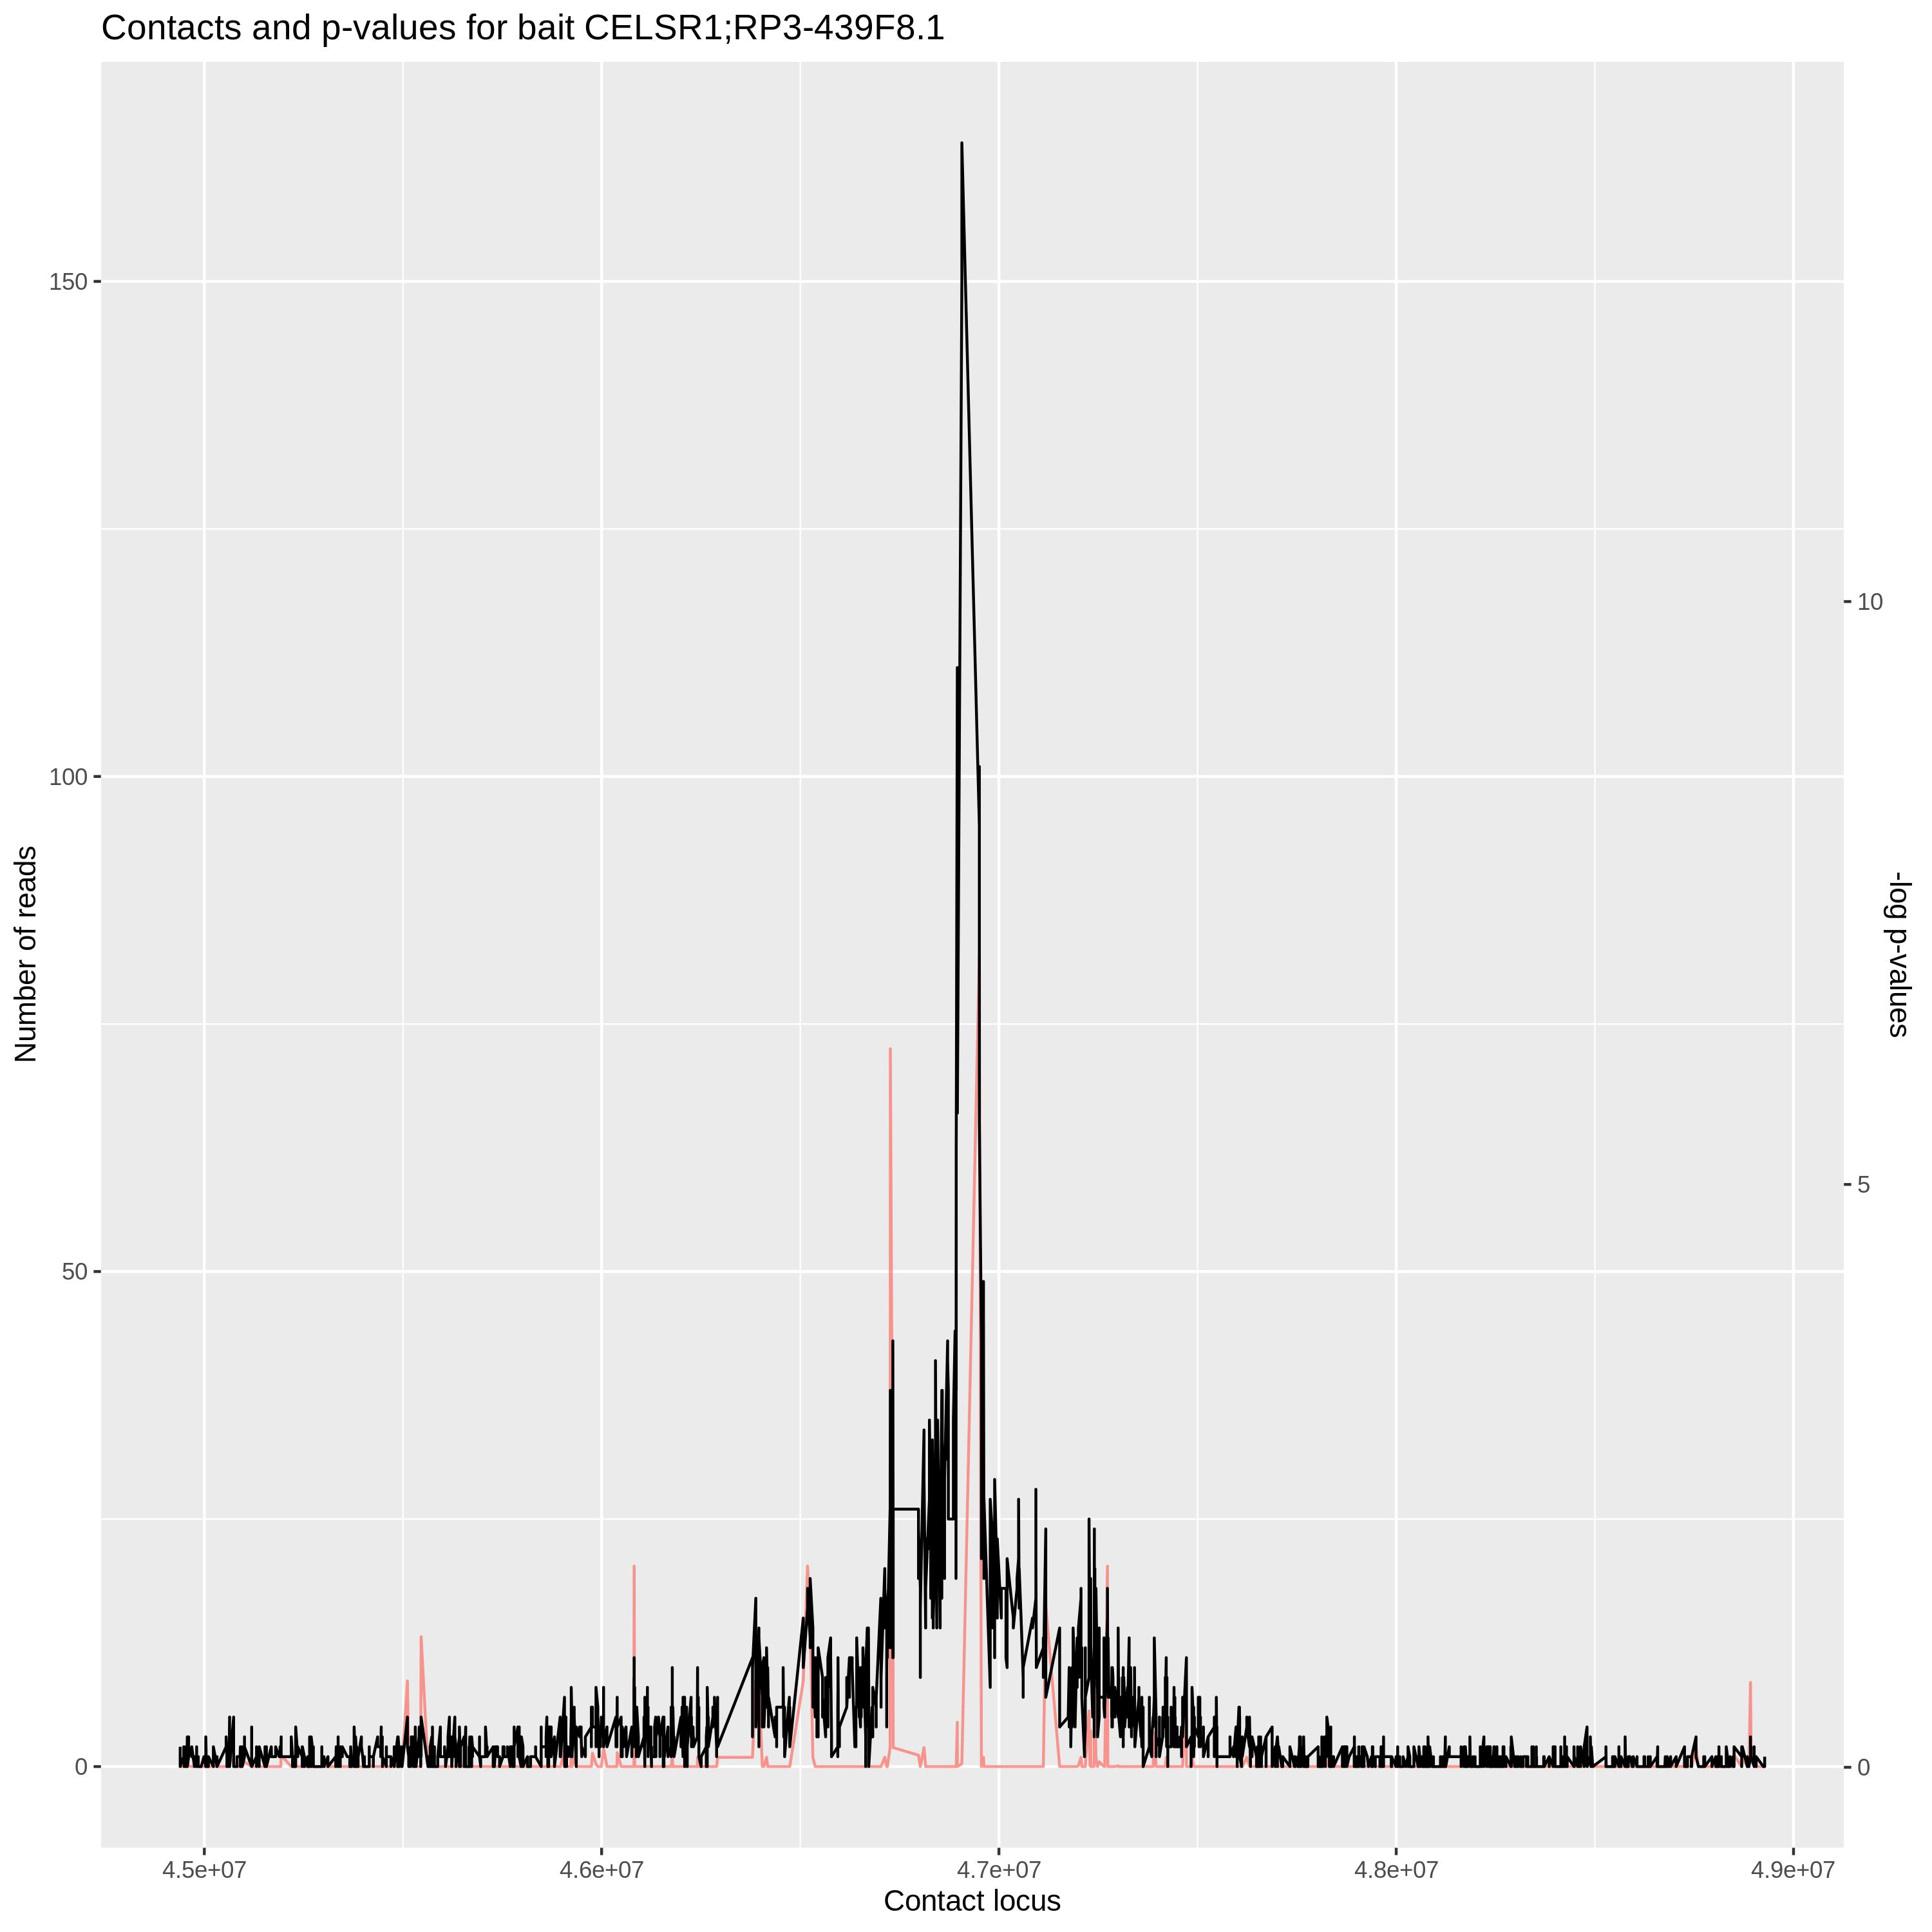 Contacts and p-values for bait CELSR1;RP3-439F8.1
150
100
50
0
Number of reads
10
5
0
-log p-values
4.5e+07
4.6e+07
4.7e+07
4.8e+07
4.9e+07
Contact locus